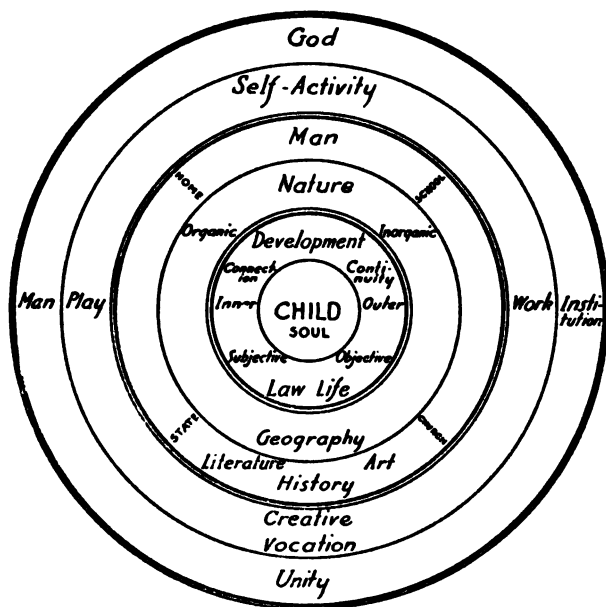 God
Self-Activity
Man
HOME
SCHOOL
Nature
Organic
Inorganic
Development
Connect-
ion
Conti-
nuity
Man
Play
Inner
CHILD
SOUL
Outer
Work
Insti-
tution
Subjective
Objective
Law Life
STATE
CHURCH
Geography
Literature
Art
History
Creative
Vocation
Unity